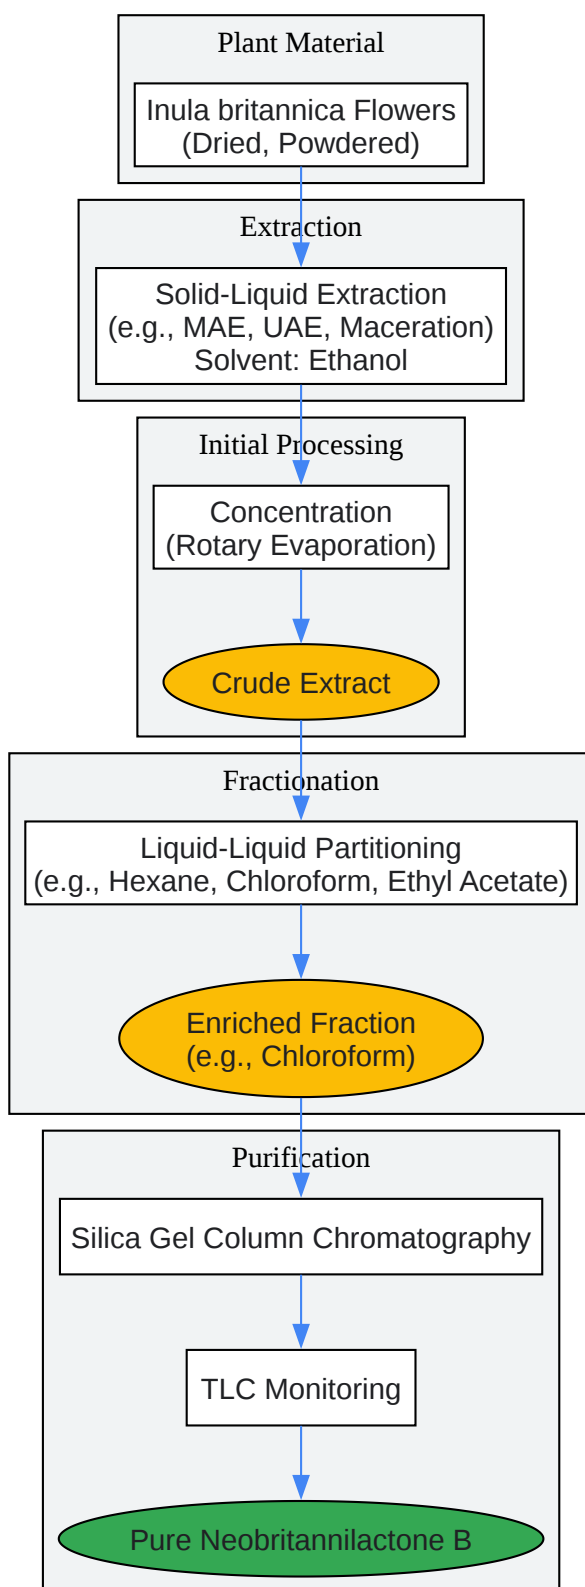 Plant Material
Inula britannica Flowers
(Dried, Powdered)
Extraction
Solid-Liquid Extraction
(e.g., MAE, UAE, Maceration)
Solvent: Ethanol
Initial Processing
Concentration
(Rotary Evaporation)
Crude Extract
Fractionation
Liquid-Liquid Partitioning
(e.g., Hexane, Chloroform, Ethyl Acetate)
Enriched Fraction
(e.g., Chloroform)
Purification
Silica Gel Column Chromatography
TLC Monitoring
Pure Neobritannilactone B